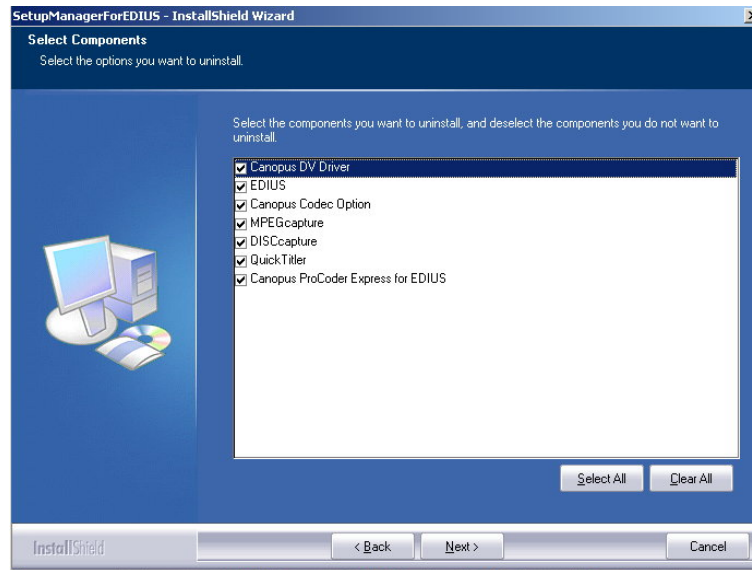 SetupManagerForEDIUS - InstallShield Wizard
Select Components
Select the options you want to uninstall.
Select the components you want to uninstall, and deselect the components you do not want to
uninstall.
Canopus DV Driver
EDIUS
Canopus Codec Option
MPEGcapture
DISCcapture
QuickTitler
Canopus ProCoder Express for EDIUS
Select All
Clear All
InstallShield
< Back
Next >
Cancel